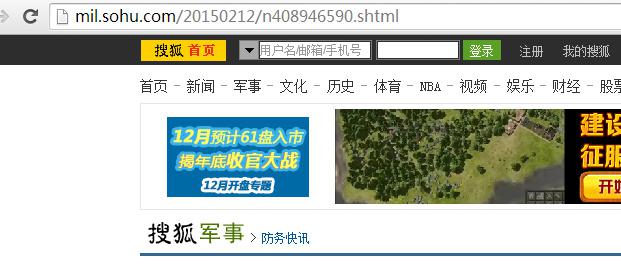 mil.sohu.com/20150212/n408946590.shtml
搜狐 首页 用户名/邮箱/手机号 登录 注册 我的搜狐
首页 - 新闻 - 军事 - 文化 - 历史 - 体育 - NBA - 视频 - 娱乐 - 财经 - 股票
12月预计61盘入市
揭年底收官大战
12月开盘专题
建设
征服
开始
搜狐军事 > 防务快讯